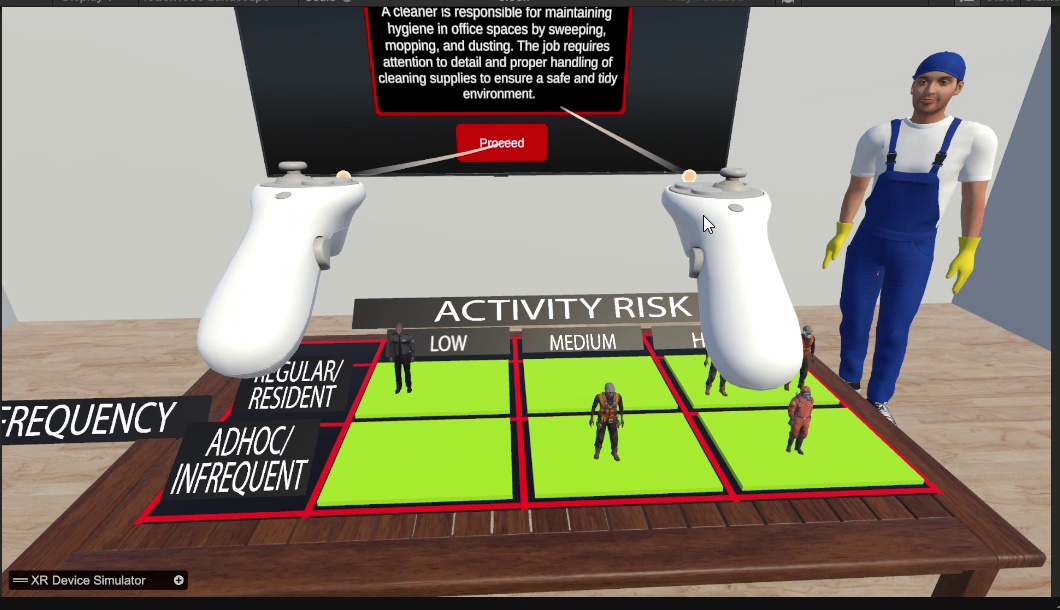 A cleaner is responsible for maintaining
hygiene in office spaces by sweeping,
mopping, and dusting. The job requires
attention to detail and proper handling of
cleaning supplies to ensure a safe and tidy
environment.
Proceed
ACTIVITY RISK
LOW
MEDIUM
REGULAR/
RESIDENT
FREQUENCY
ADHOC/
INFREQUENT
XR Device Simulator